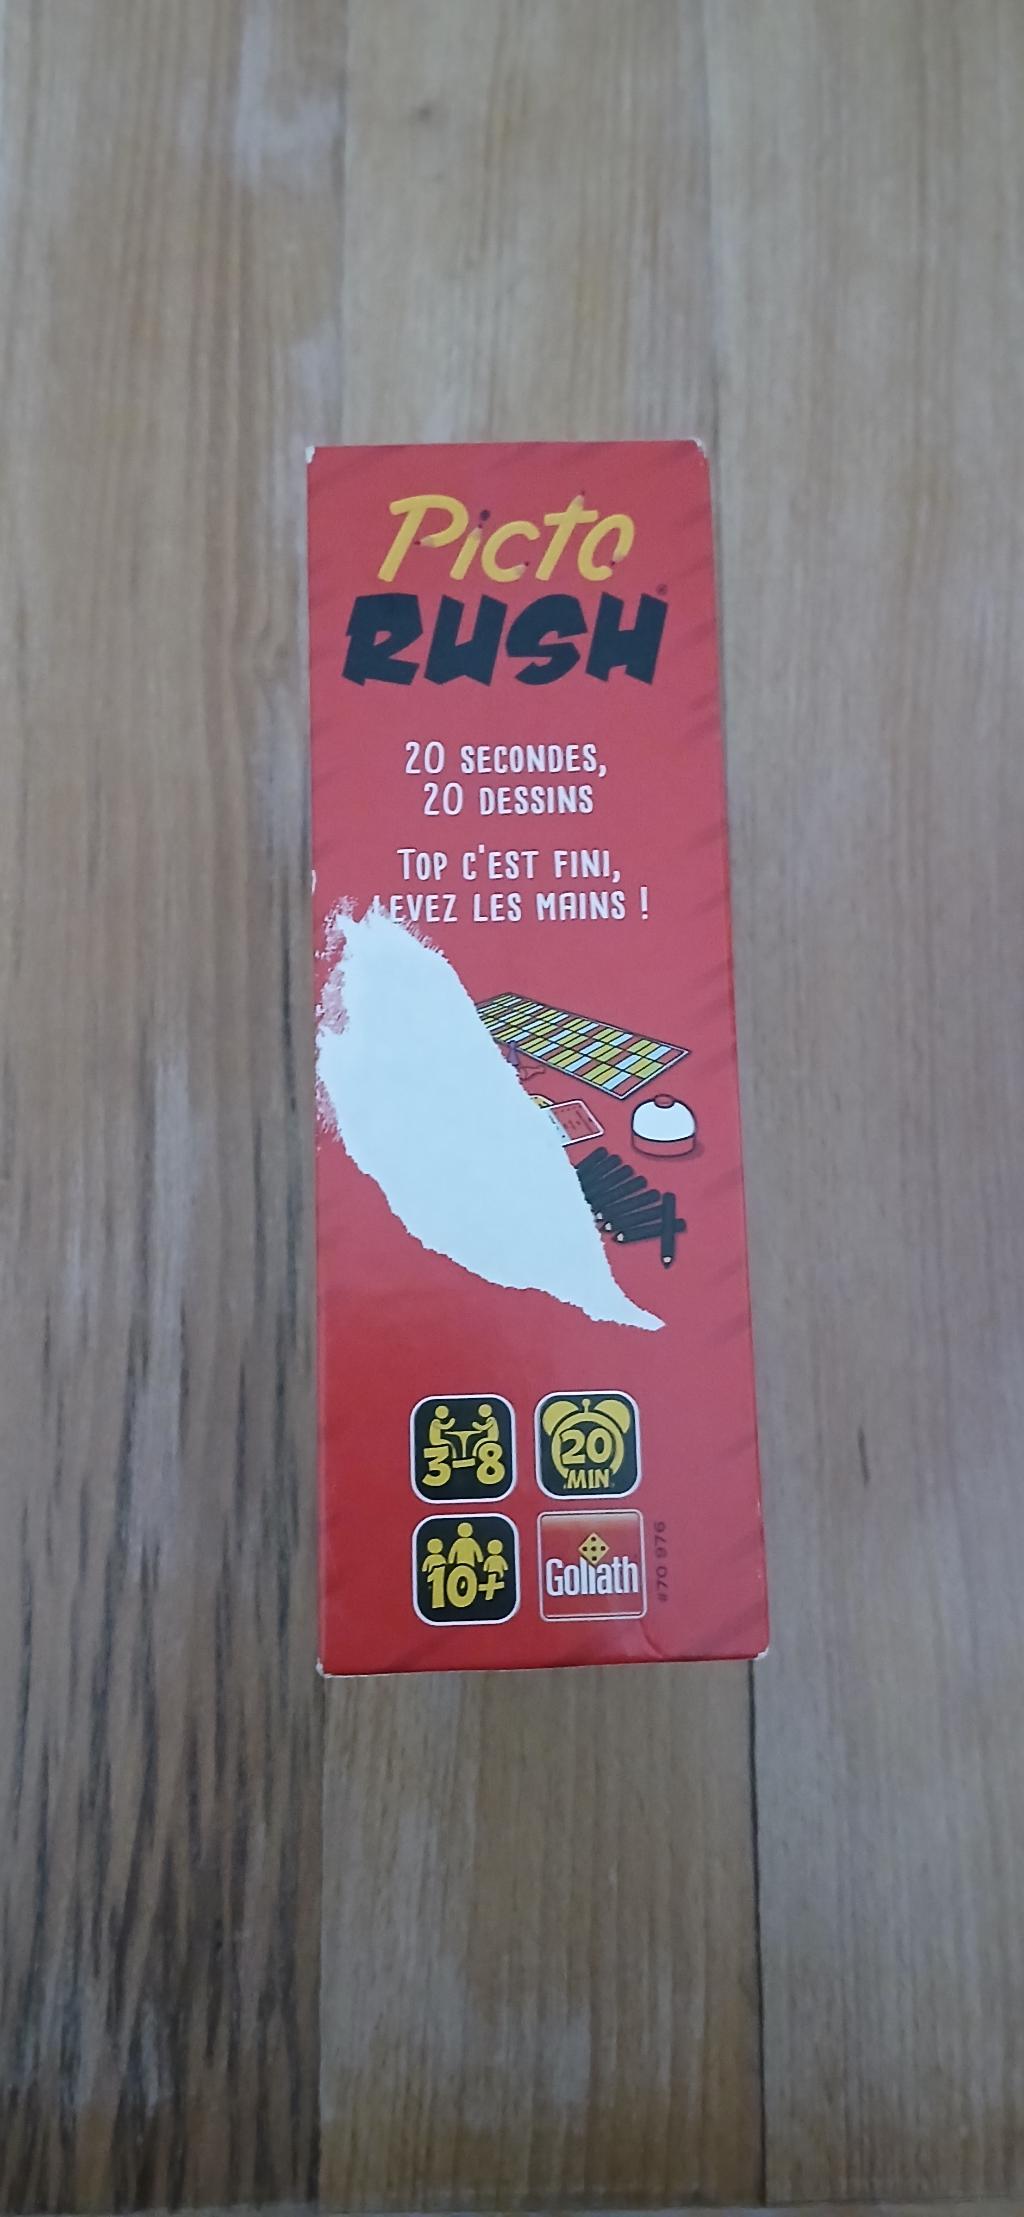 Picto
RUSH
20 SECONDES,
20 DESSINS
TOP C'EST FINI,
LEVEZ LES MAINS !
3-8
20
MIN
10+
Goliath
#70 976